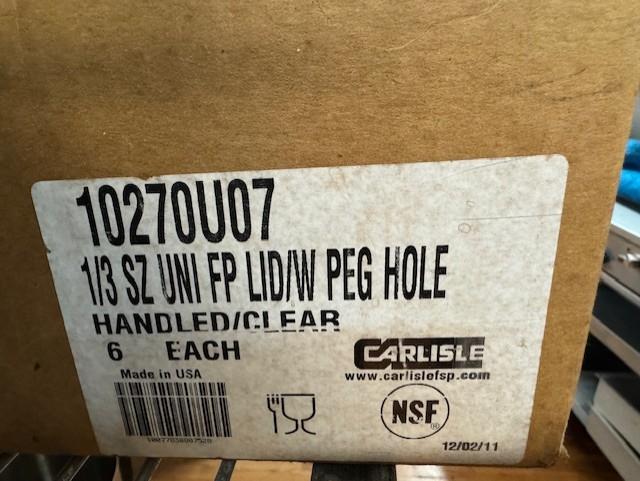 10270U07
1/3 SZ UNI FP LID/W PEG HOLE
HANDLED/CLEAR
6 EACH
CARLISLE
Made in USA
www.carlislefsp.com
NSF®
12/02/11